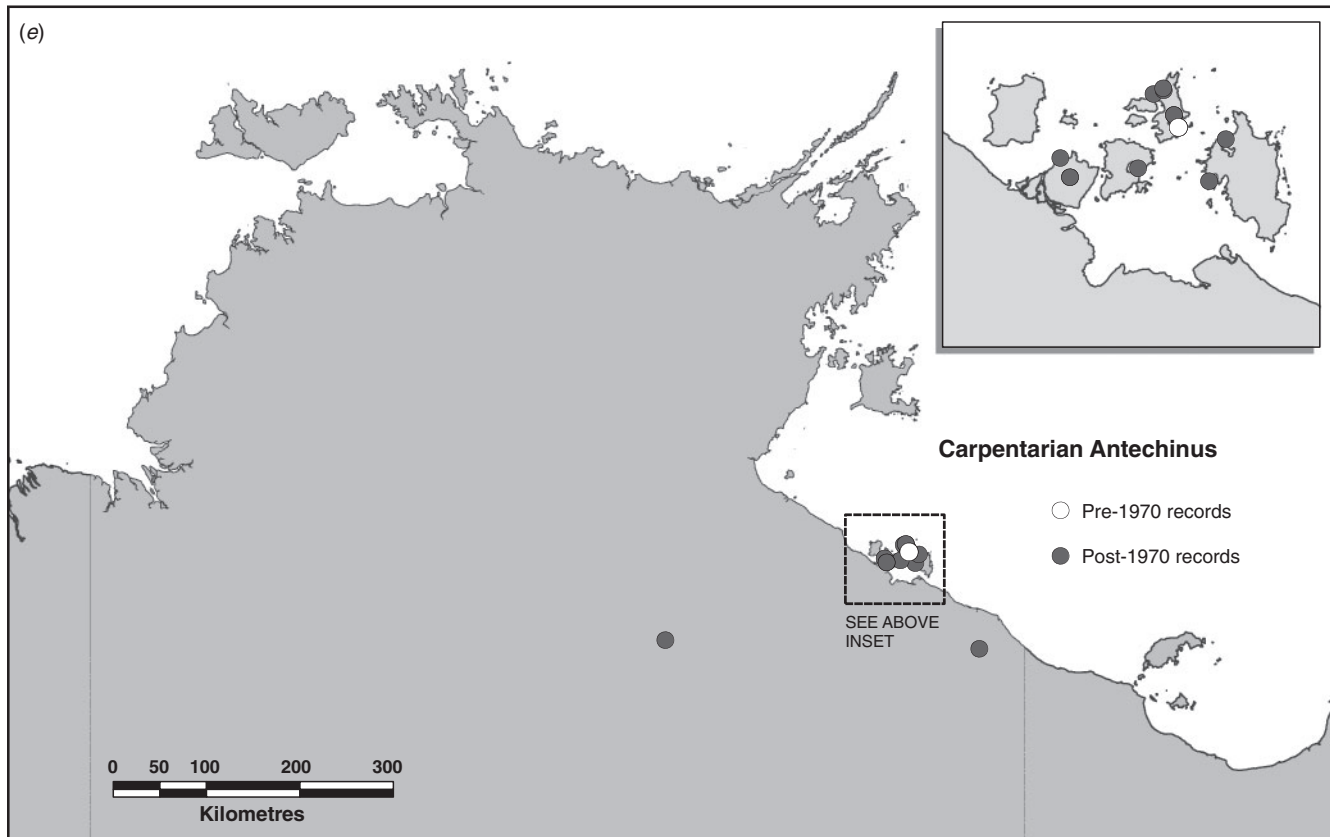 (e)
Carpentarian Antechinus
Pre-1970 records
Post-1970 records
SEE ABOVE
INSET
0 50 100 200 300
Kilometres